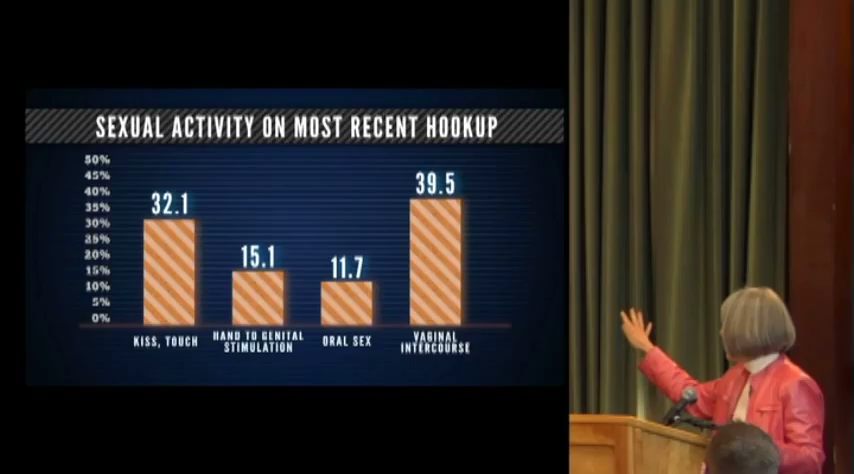 SEXUAL ACTIVITY ON MOST RECENT HOOKUP
50%
45%
40%
35%
30%
25%
20%
15%
10%
5%
0%
32.1
15.1
11.7
39.5
KISS, TOUCH
HAND TO GENITAL
STIMULATION
ORAL SEX
VAGINAL
INTERCOURSE